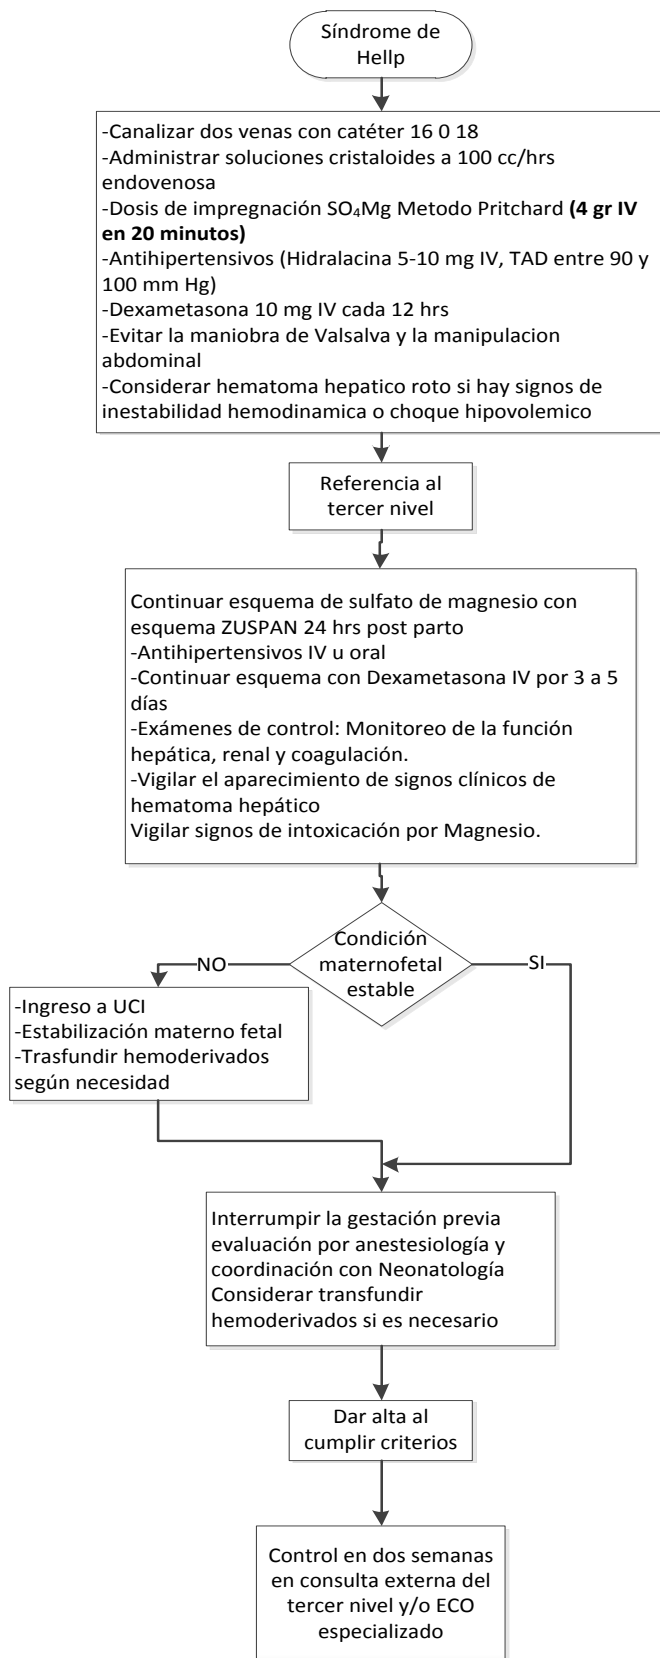 Síndrome de
Hellp
-Canalizar dos venas con catéter 16 0 18
-Administrar soluciones cristaloides a 100 cc/hrs
endovenosa
-Dosis de impregnación SO₄Mg Metodo Pritchard (4 gr IV
en 20 minutos)
-Antihipertensivos (Hidralacina 5-10 mg IV, TAD entre 90 y
100 mm Hg)
-Dexametasona 10 mg IV cada 12 hrs
-Evitar la maniobra de Valsalva y la manipulacion
abdominal
-Considerar hematoma hepatico roto si hay signos de
inestabilidad hemodinamica o choque hipovolemico
Referencia al
tercer nivel
Continuar esquema de sulfato de magnesio con
esquema ZUSPAN 24 hrs post parto
-Antihipertensivos IV u oral
-Continuar esquema con Dexametasona IV por 3 a 5
días
-Exámenes de control: Monitoreo de la función
hepática, renal y coagulación.
-Vigilar el aparecimiento de signos clínicos de
hematoma hepático
Vigilar signos de intoxicación por Magnesio.
Condición
maternofetal
estable
NO
SI
-Ingreso a UCI
-Estabilización materno fetal
-Trasfundir hemoderivados
según necesidad
Interrumpir la gestación previa
evaluación por anestesiología y
coordinación con Neonatología
Considerar transfundir
hemoderivados si es necesario
Dar alta al
cumplir criterios
Control en dos semanas
en consulta externa del
tercer nivel y/o ECO
especializado